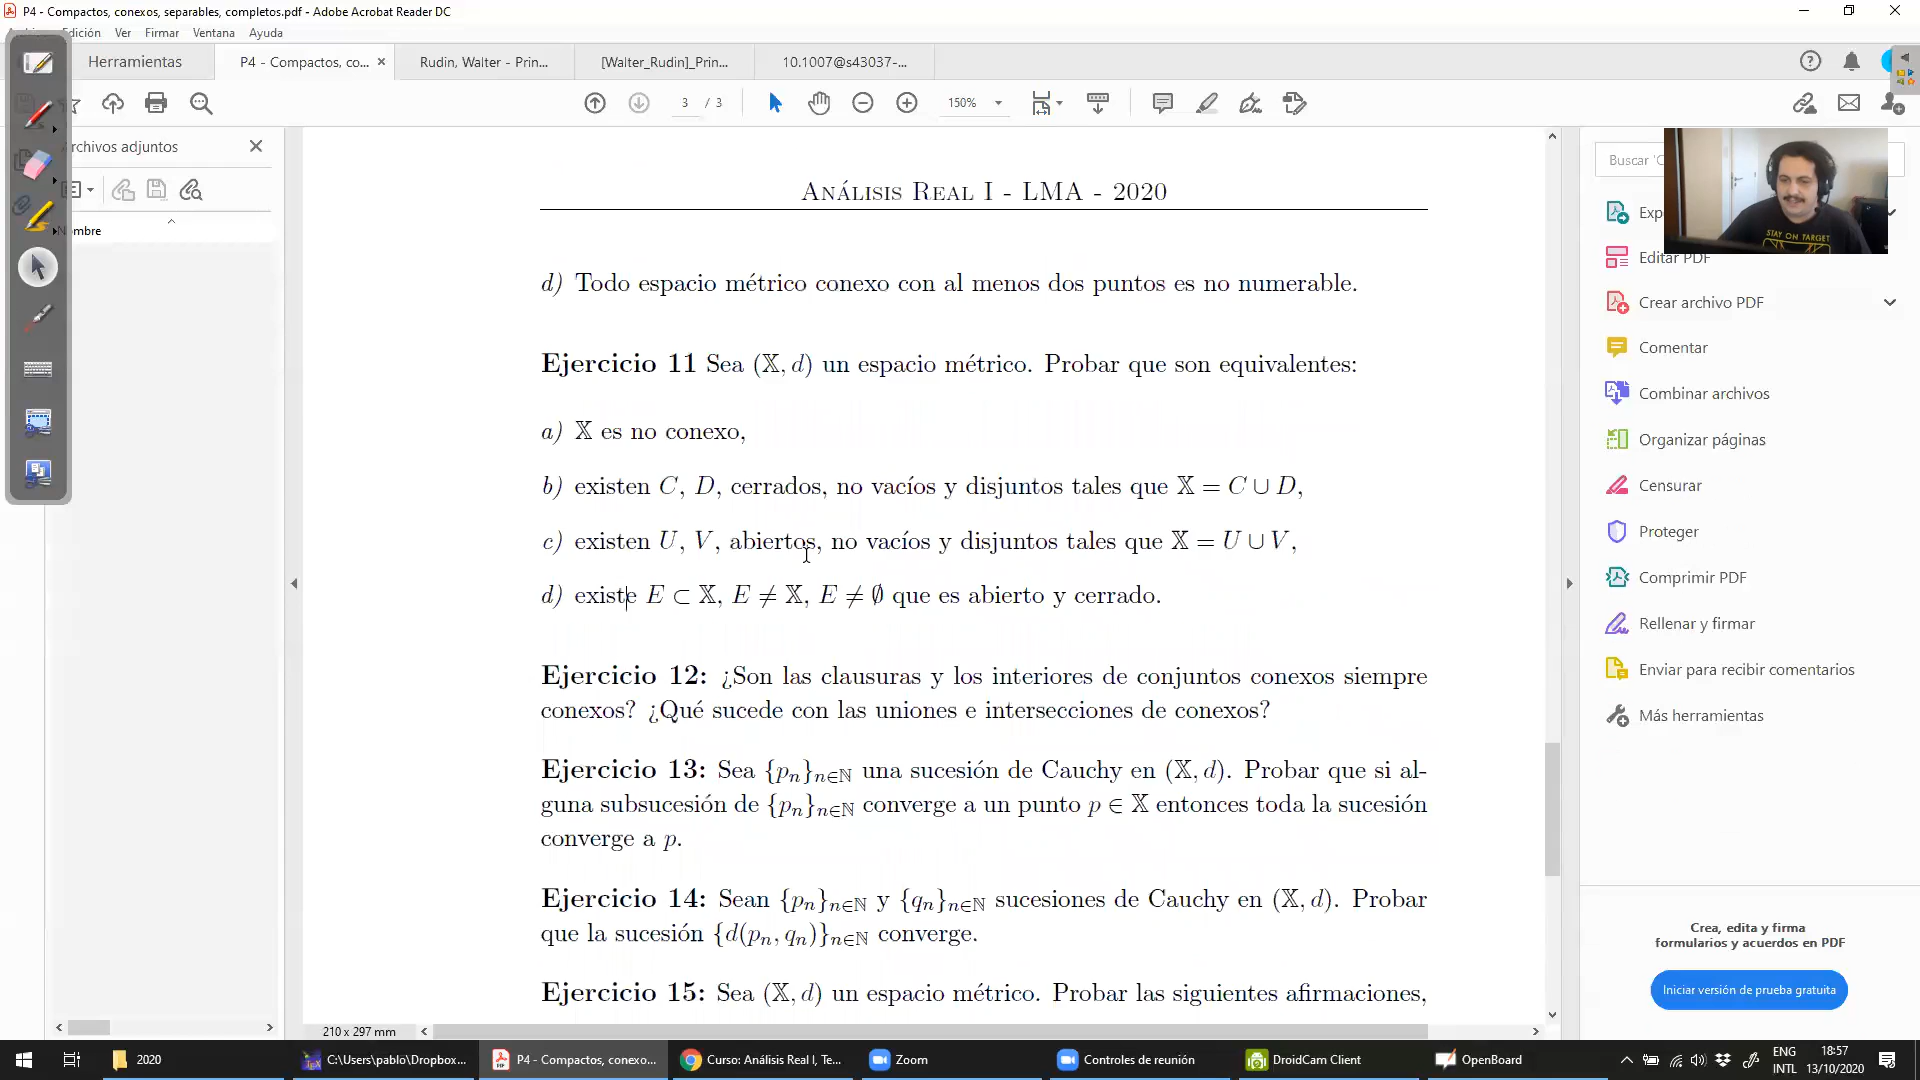 P4 - Compactos, conexos, separables, completos.pdf - Adobe Acrobat Reader DC
Edición Ver Firmar Ventana Ayuda
Herramientas
P4 - Compactos, co...
Rudin, Walter - Prin...
[Walter_Rudin]_Prin...
10.1007@s43037-...
3 / 3
150%
Archivos adjuntos
Nombre
ANÁLISIS REAL I - LMA - 2020
d) Todo espacio métrico conexo con al menos dos puntos es no numerable.
Ejercicio 11 Sea (𝕏, d) un espacio métrico. Probar que son equivalentes:
a) 𝕏 es no conexo,
b) existen C, D, cerrados, no vacíos y disjuntos tales que 𝕏 = C ∪ D,
c) existen U, V, abiertos, no vacíos y disjuntos tales que 𝕏 = U ∪ V,
d) existe E ⊂ 𝕏, E ≠ 𝕏, E ≠ ∅ que es abierto y cerrado.
Ejercicio 12: ¿Son las clausuras y los interiores de conjuntos conexos siempre
conexos? ¿Qué sucede con las uniones e intersecciones de conexos?
Ejercicio 13: Sea {pₙ}ₙ∈ℕ una sucesión de Cauchy en (𝕏, d). Probar que si al-
guna subsucesión de {pₙ}ₙ∈ℕ converge a un punto p ∈ 𝕏 entonces toda la sucesión
converge a p.
Ejercicio 14: Sean {pₙ}ₙ∈ℕ y {qₙ}ₙ∈ℕ sucesiones de Cauchy en (𝕏, d). Probar
que la sucesión {d(pₙ, qₙ)}ₙ∈ℕ converge.
Ejercicio 15: Sea (𝕏, d) un espacio métrico. Probar las siguientes afirmaciones,
210 x 297 mm
Buscar
STAY ON TARGET
Editar PDF
Crear archivo PDF
Comentar
Combinar archivos
Organizar páginas
Censurar
Proteger
Comprimir PDF
Rellenar y firmar
Enviar para recibir comentarios
Más herramientas
Crea, edita y firma
formularios y acuerdos en PDF
Iniciar versión de prueba gratuita
2020
C:\Users\pablo\Dropbox...
P4 - Compactos, conexo...
Curso: Análisis Real I, Te...
Zoom
Controles de reunión
DroidCam Client
OpenBoard
ENG
INTL
18:57
13/10/2020